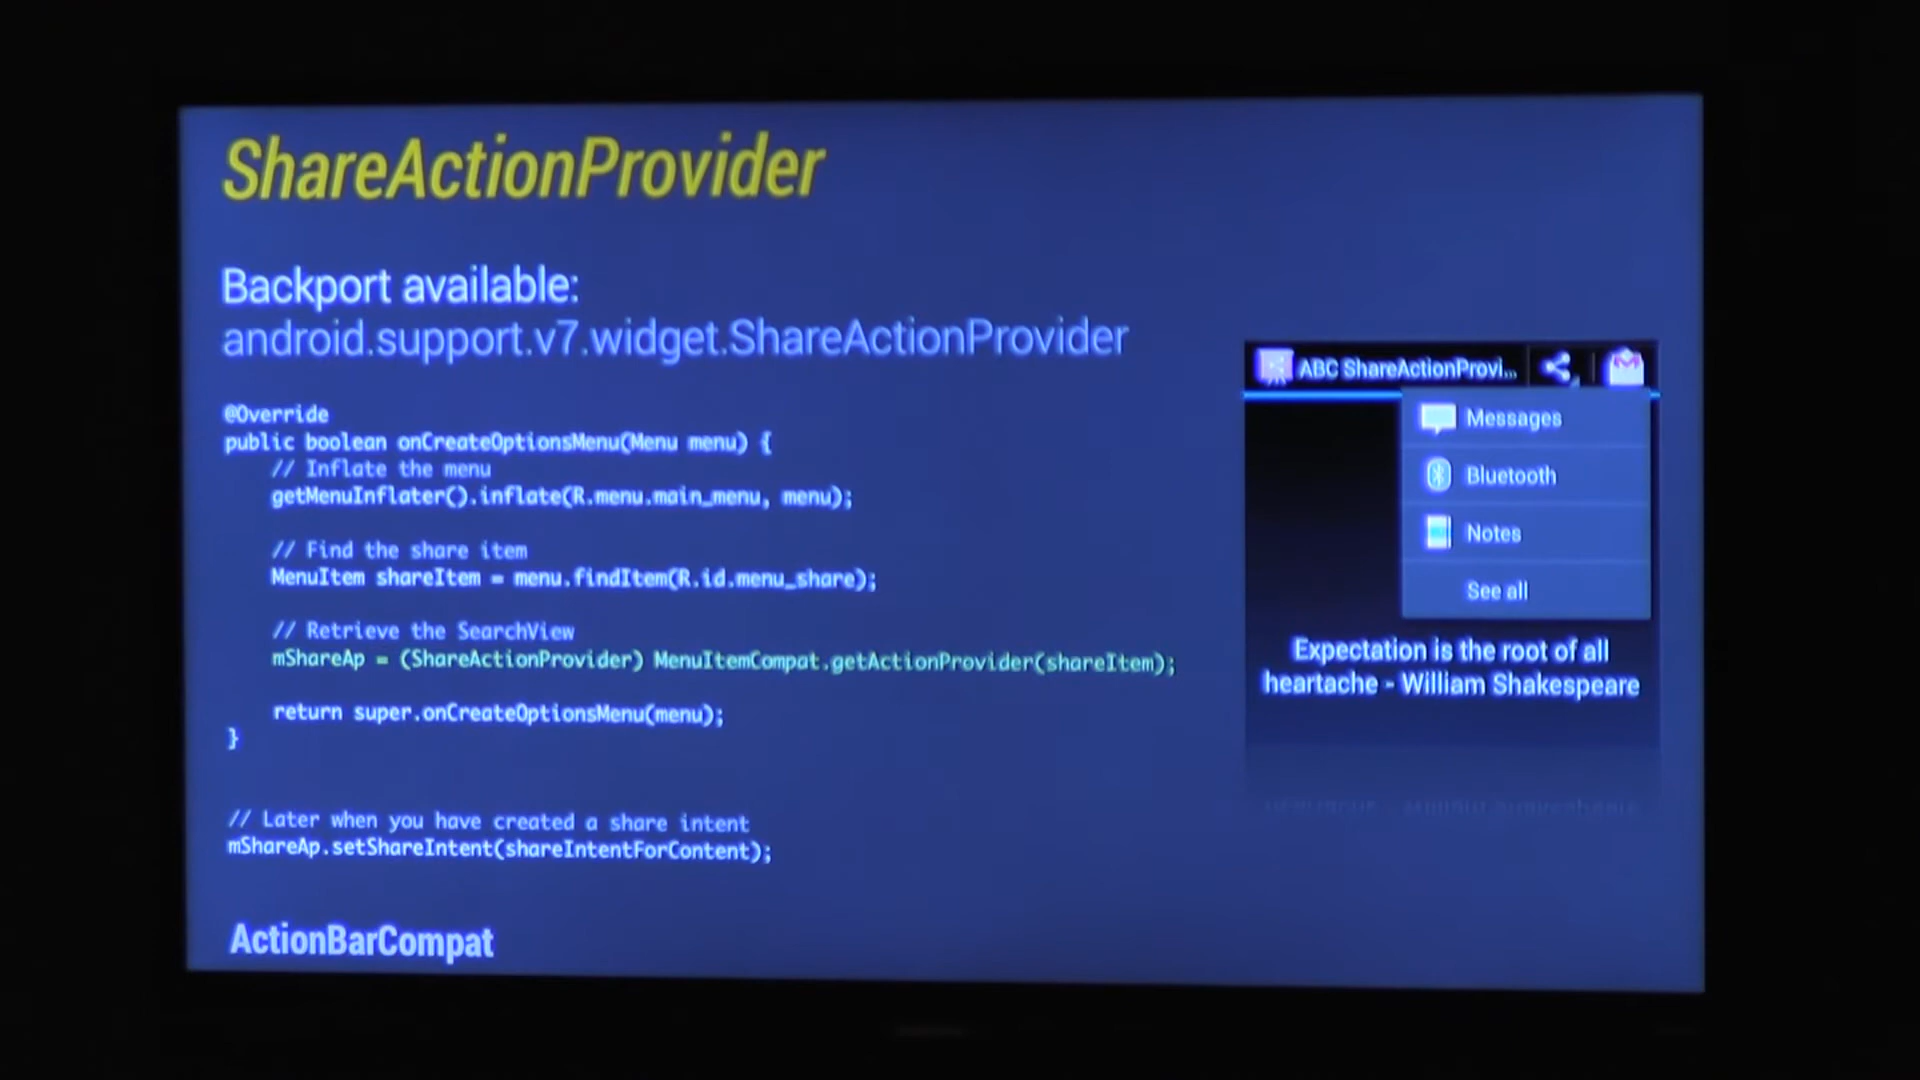 ShareActionProvider
Backport available:
android.support.v7.widget.ShareActionProvider
@Override
public boolean onCreateOptionsMenu(Menu menu) {
// Inflate the menu
getMenuInflater().inflate(R.menu.main_menu, menu);
// Find the share item
MenuItem shareItem = menu.findItem(R.id.menu_share);
// Retrieve the SearchView
mShareAp = (ShareActionProvider) MenuItemCompat.getActionProvider(shareItem);
return super.onCreateOptionsMenu(menu);
}
// Later when you have created a share intent
mShareAp.setShareIntent(shareIntentForContent);
ActionBarCompat
ABC ShareActionProvi...
Messages
Bluetooth
Notes
See all
Expectation is the root of all
heartache - William Shakespeare